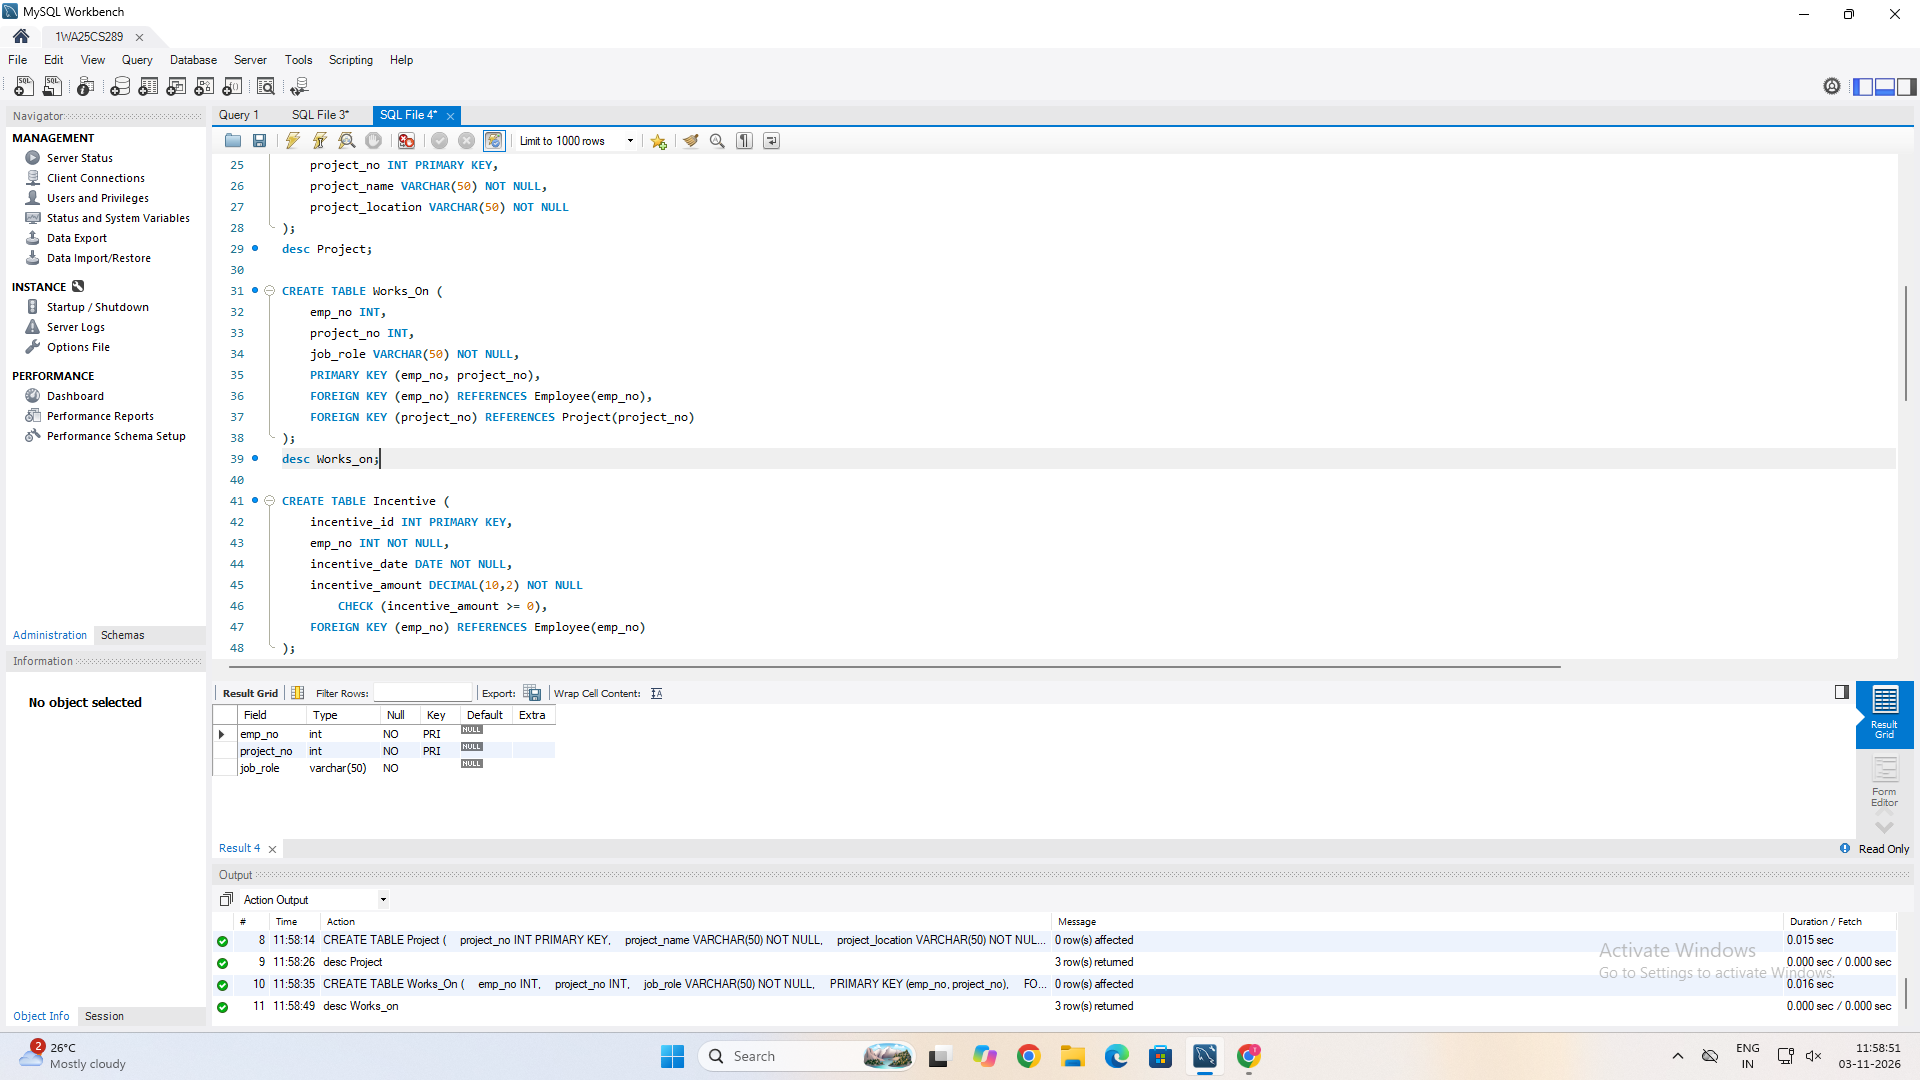 MySQL Workbench
1WA25CS289
File Edit View Query Database Server Tools Scripting Help
Navigator
MANAGEMENT
Server Status
Client Connections
Users and Privileges
Status and System Variables
Data Export
Data Import/Restore
INSTANCE
Startup / Shutdown
Server Logs
Options File
PERFORMANCE
Dashboard
Performance Reports
Performance Schema Setup
Administration Schemas
Information
No object selected
Object Info Session
Query 1 SQL File 3* SQL File 4*
Limit to 1000 rows
25 project_no INT PRIMARY KEY,
26 project_name VARCHAR(50) NOT NULL,
27 project_location VARCHAR(50) NOT NULL
28 );
29 desc Project;
30
31 CREATE TABLE Works_On (
32 emp_no INT,
33 project_no INT,
34 job_role VARCHAR(50) NOT NULL,
35 PRIMARY KEY (emp_no, project_no),
36 FOREIGN KEY (emp_no) REFERENCES Employee(emp_no),
37 FOREIGN KEY (project_no) REFERENCES Project(project_no)
38 );
39 desc Works_on;
40
41 CREATE TABLE Incentive (
42 incentive_id INT PRIMARY KEY,
43 emp_no INT NOT NULL,
44 incentive_date DATE NOT NULL,
45 incentive_amount DECIMAL(10,2) NOT NULL
46 CHECK (incentive_amount >= 0),
47 FOREIGN KEY (emp_no) REFERENCES Employee(emp_no)
48 );
Result Grid Filter Rows: Export: Wrap Cell Content:
Field Type Null Key Default Extra
emp_no int NO PRI NULL
project_no int NO PRI NULL
job_role varchar(50) NO NULL
Result Grid
Form Editor
Result 4
Read Only
Output
Action Output
# Time Action Message Duration / Fetch
8 11:58:14 CREATE TABLE Project ( project_no INT PRIMARY KEY, project_name VARCHAR(50) NOT NULL, project_location VARCHAR(50) NOT NUL... 0 row(s) affected 0.015 sec
9 11:58:26 desc Project 3 row(s) returned 0.000 sec / 0.000 sec
10 11:58:35 CREATE TABLE Works_On ( emp_no INT, project_no INT, job_role VARCHAR(50) NOT NULL, PRIMARY KEY (emp_no, project_no), FO... 0 row(s) affected 0.016 sec
11 11:58:49 desc Works_on 3 row(s) returned 0.000 sec / 0.000 sec
Activate Windows
Go to Settings to activate Windows.
2
26°C
Mostly cloudy
Search
ENG
IN
11:58:51
03-11-2026